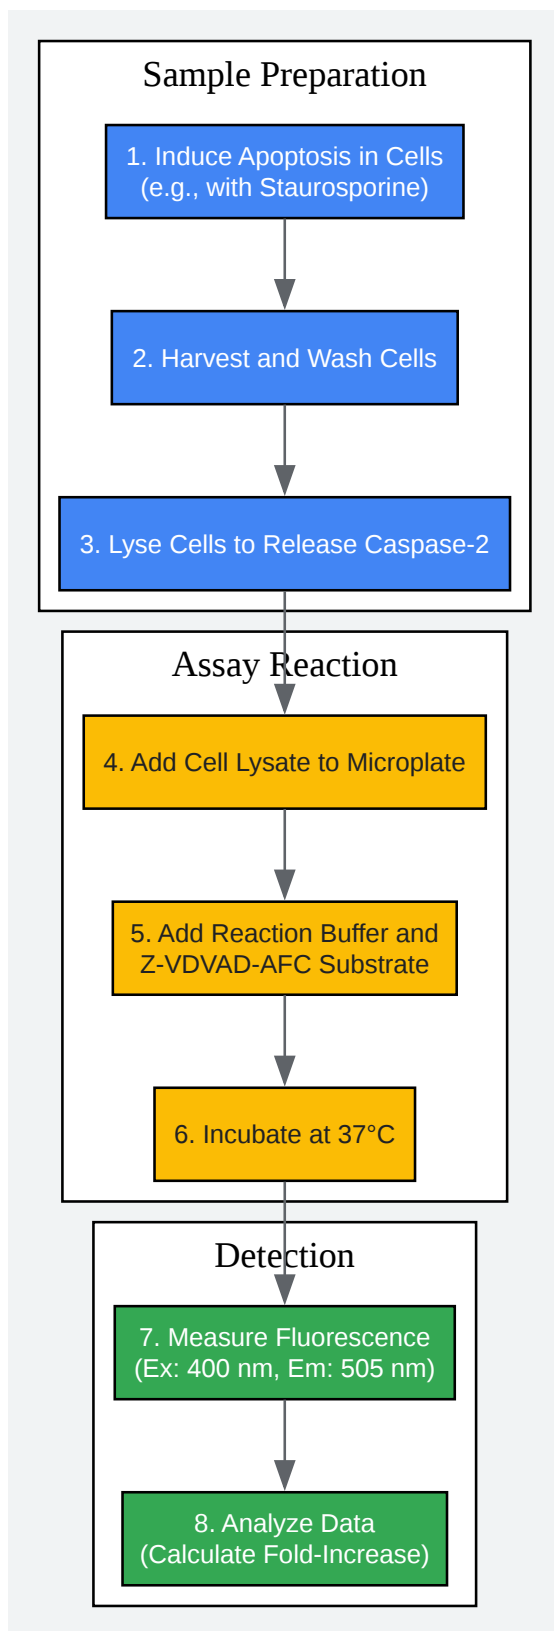 Sample Preparation
1. Induce Apoptosis in Cells
(e.g., with Staurosporine)
2. Harvest and Wash Cells
3. Lyse Cells to Release Caspase-2
Assay Reaction
4. Add Cell Lysate to Microplate
5. Add Reaction Buffer and
Z-VDVAD-AFC Substrate
6. Incubate at 37°C
Detection
7. Measure Fluorescence
(Ex: 400 nm, Em: 505 nm)
8. Analyze Data
(Calculate Fold-Increase)